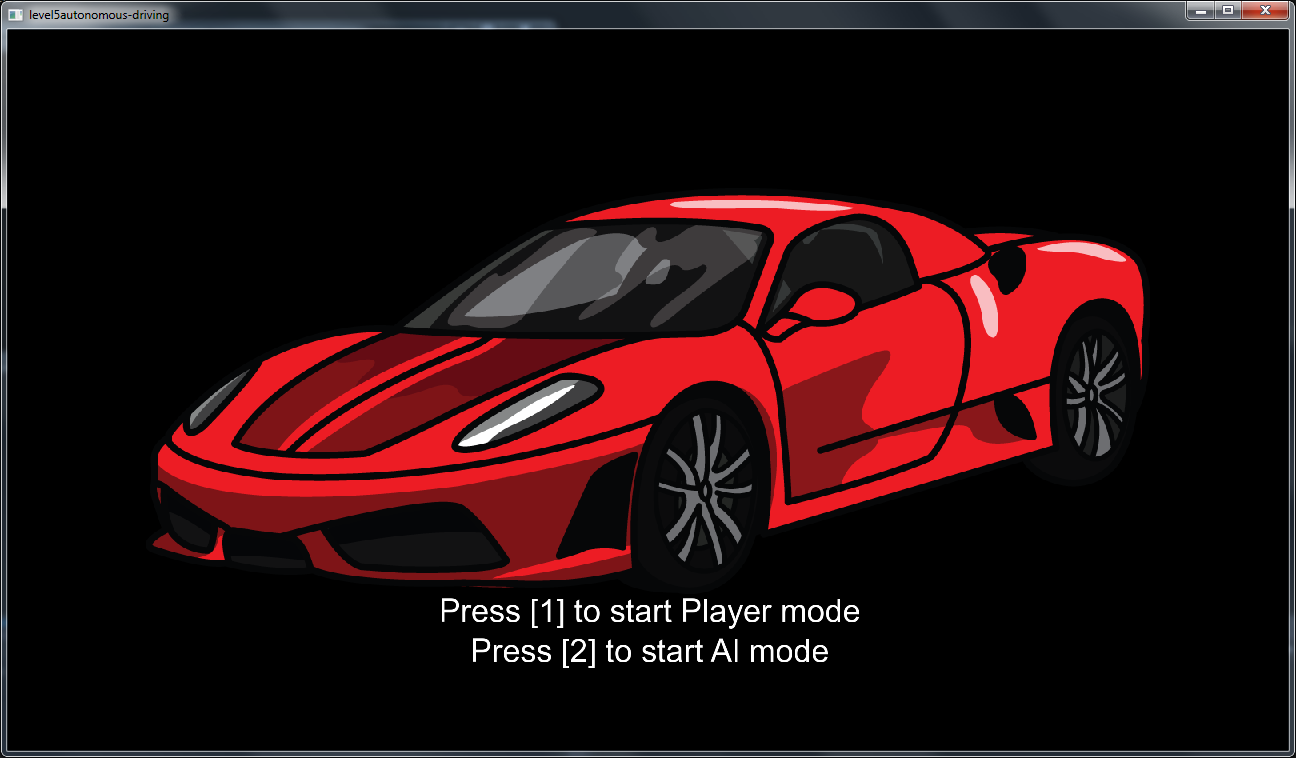 level5autonomous-driving
Press [1] to start Player mode
Press [2] to start AI mode